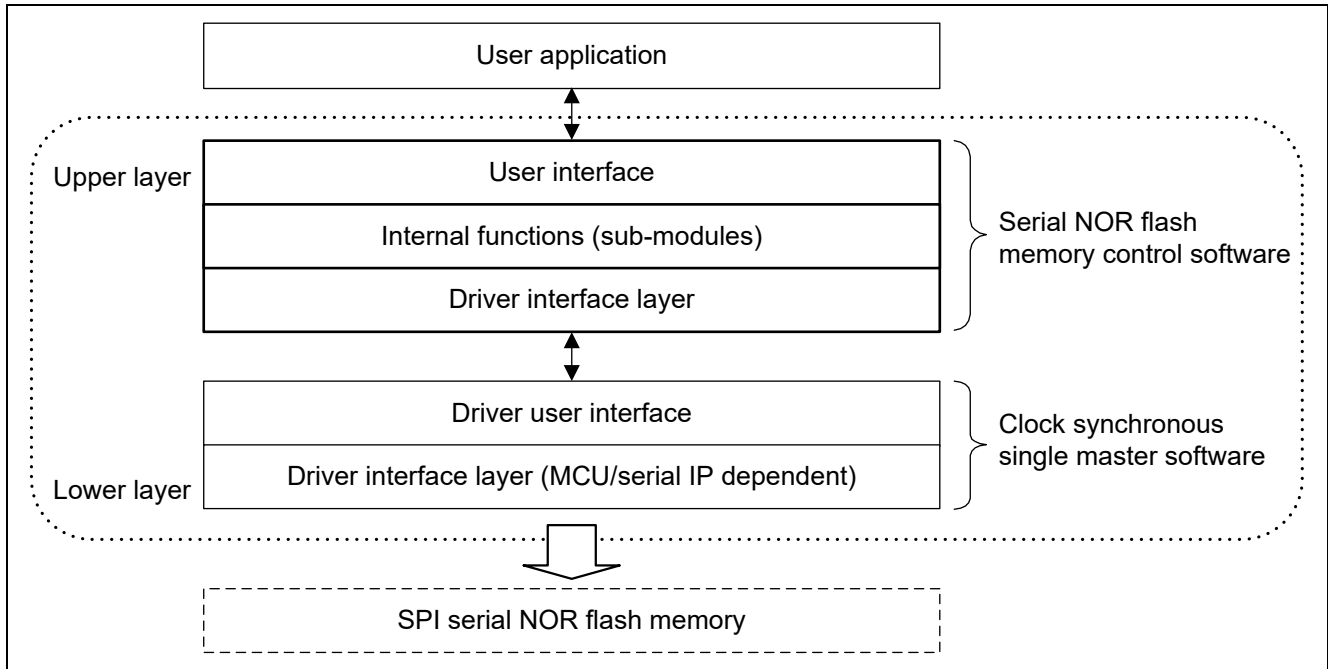 User application
Upper layer
User interface
Internal functions (sub-modules)
Driver interface layer
Serial NOR flash
memory control software
Driver user interface
Driver interface layer (MCU/serial IP dependent)
Lower layer
Clock synchronous
single master software
SPI serial NOR flash memory